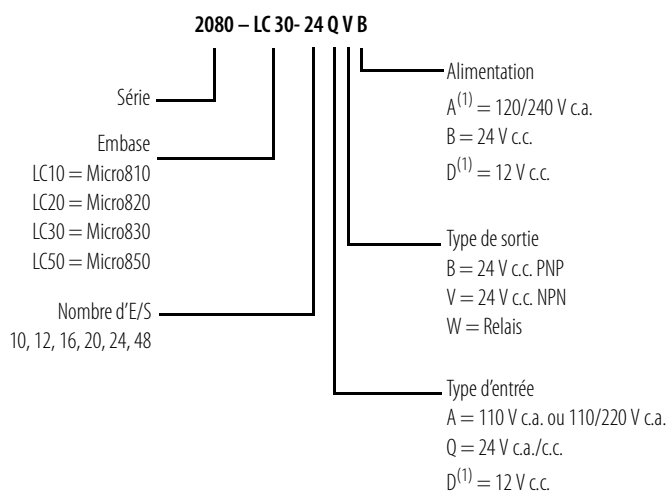 2080 – LC 30- 24 Q V B
Série
Embase
LC10 = Micro810
LC20 = Micro820
LC30 = Micro830
LC50 = Micro850
Nombre d’E/S
10, 12, 16, 20, 24, 48
Alimentation
A(1) = 120/240 V c.a.
B = 24 V c.c.
D(1) = 12 V c.c.
Type de sortie
B = 24 V c.c. PNP
V = 24 V c.c. NPN
W = Relais
Type d’entrée
A = 110 V c.a. ou 110/220 V c.a.
Q = 24 V c.a./c.c.
D(1) = 12 V c.c.